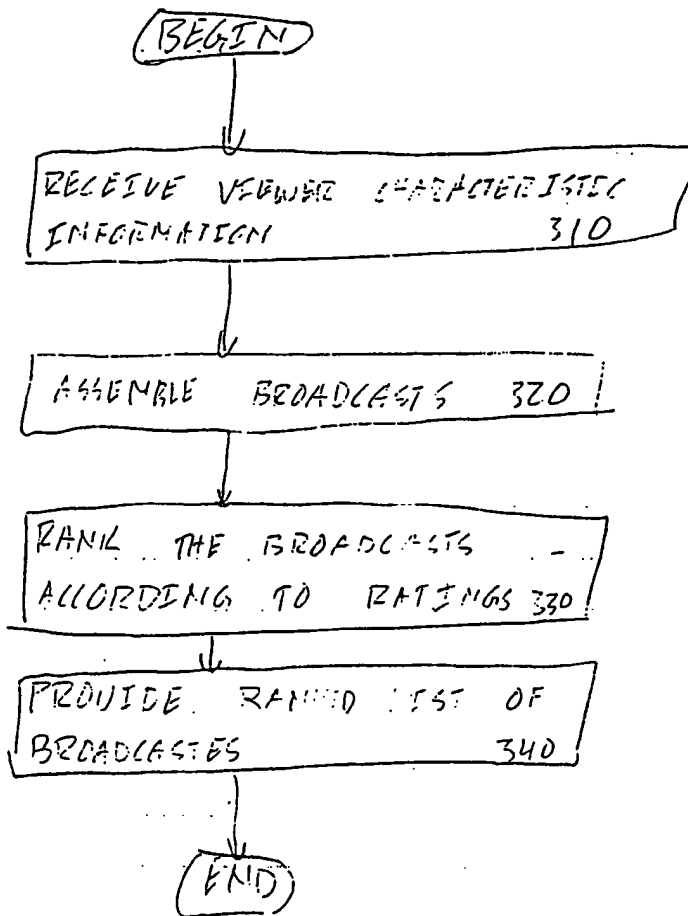 BEGIN
RECEIVE VIEWER CHARACTERISTIC
INFORMATION 310
ASSEMBLE BROADCASTS 320
RANK THE BROADCASTS
ACCORDING TO RATINGS 330
PROVIDE RANKED LIST OF
BROADCASTES 340
END